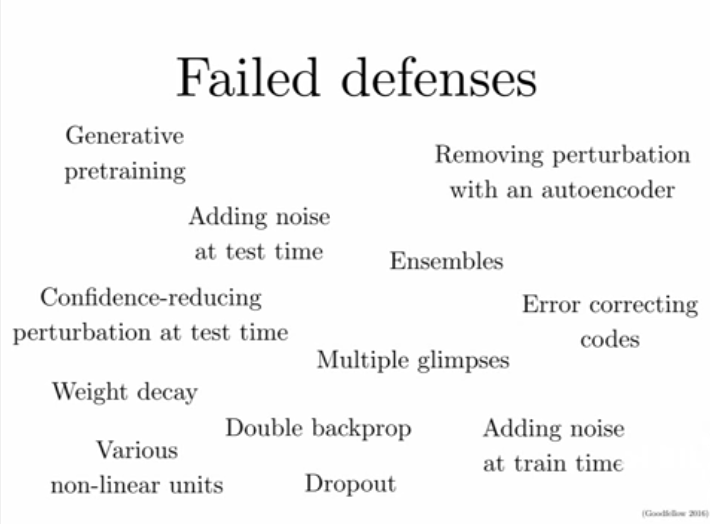 Failed defenses
Generative
pretraining
Removing perturbation
with an autoencoder
Adding noise
at test time
Ensembles
Confidence-reducing
perturbation at test time
Error correcting
codes
Multiple glimpses
Weight decay
Double backprop
Adding noise
at train time
Various
non-linear units
Dropout
(Goodfellow 2016)